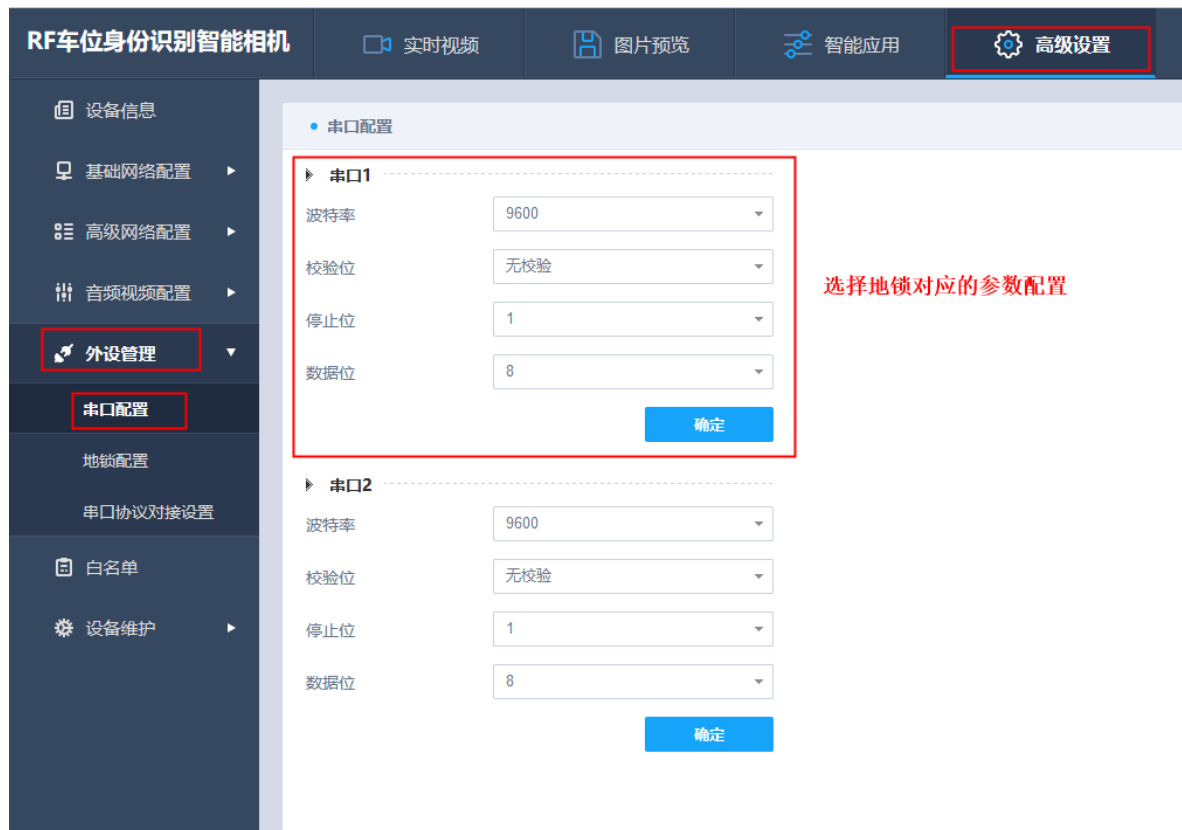 RF车位身份识别智能相机
实时视频
图片预览
智能应用
高级设置
设备信息
基础网络配置
高级网络配置
音频视频配置
外设管理
串口配置
地锁配置
串口协议对接设置
白名单
设备维护
串口配置
串口1
波特率 9600
校验位 无校验
停止位 1
数据位 8
确定
选择地锁对应的参数配置
串口2
波特率 9600
校验位 无校验
停止位 1
数据位 8
确定